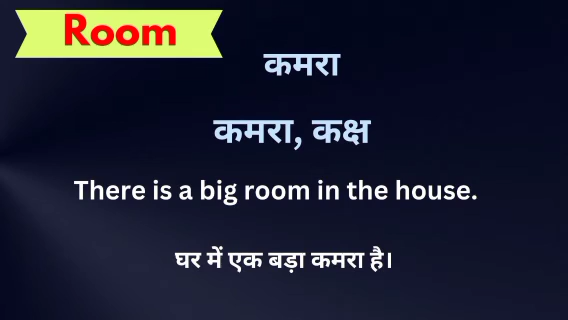 Room
कमरा
कमरा, कक्ष
There is a big room in the house.
घर में एक बड़ा कमरा है।